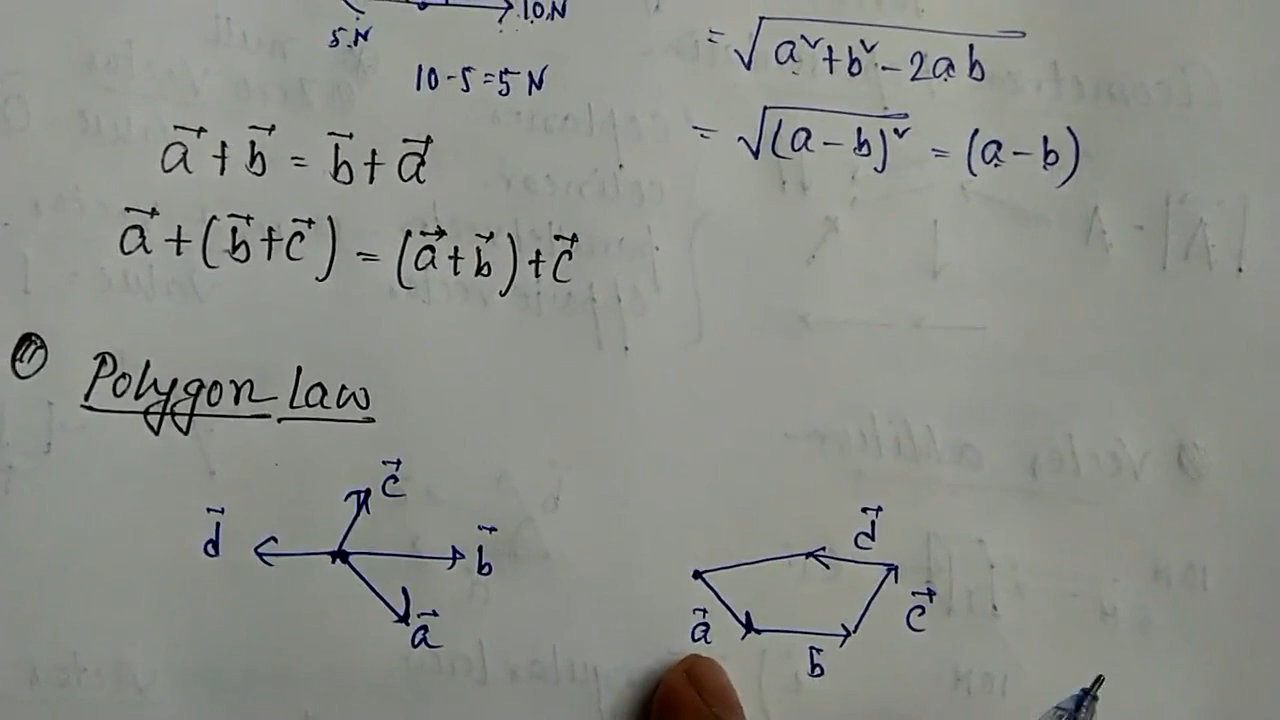 10N
5N
10-5=5N
= √a²+b²-2ab
= √(a-b)² = (a-b)
a⃗+b⃗ = b⃗+a⃗
a⃗+(b⃗+c⃗) = (a⃗+b⃗)+c⃗
Polygon Law
c⃗
d⃗
b⃗
a⃗
d⃗
c⃗
a⃗
b⃗